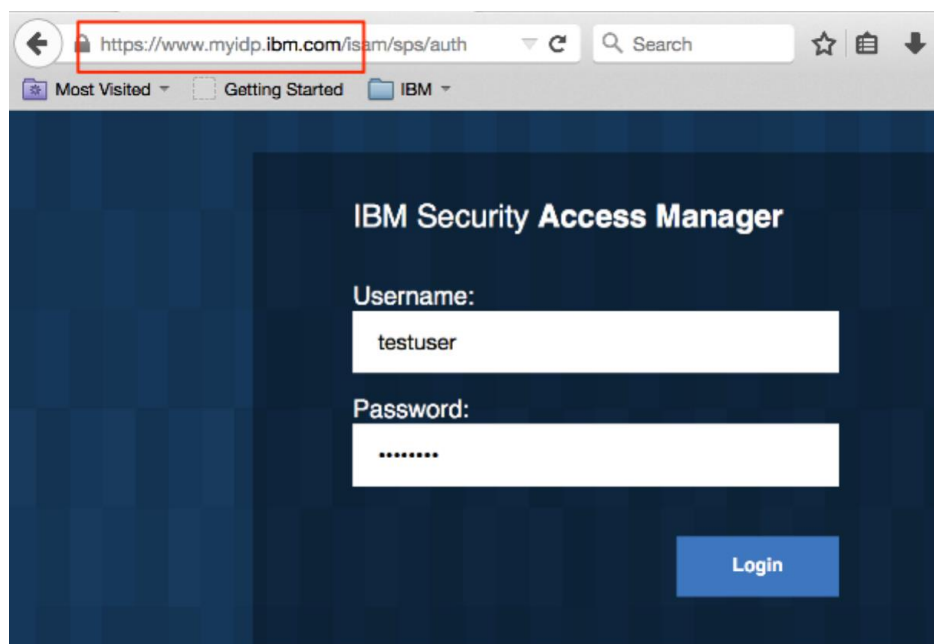 https://www.myidp.ibm.com/isam/sps/auth Search
Most Visited Getting Started IBM
IBM Security Access Manager
Username:
testuser
Password:
••••••••
Login